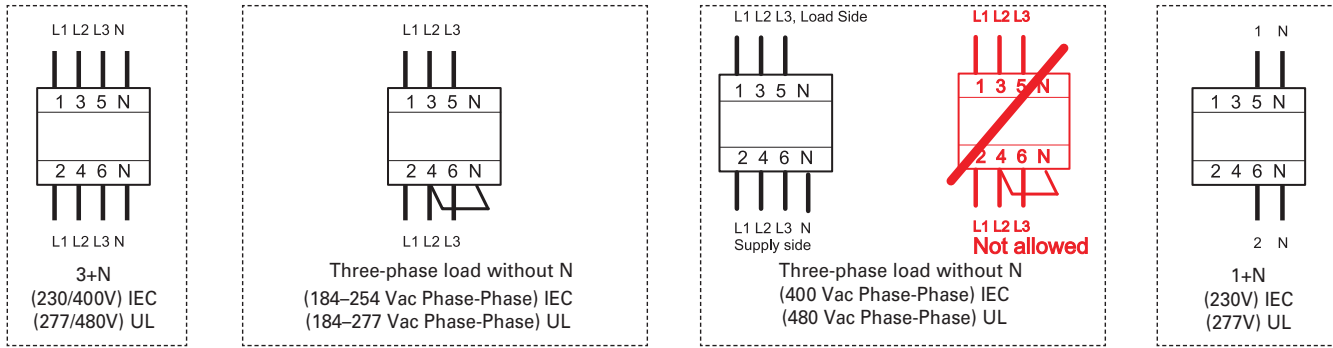 L1 L2 L3 N
1 3 5 N
2 4 6 N
L1 L2 L3 N
3+N
(230/400V) IEC
(277/480V) UL
L1 L2 L3
1 3 5 N
2 4 6 N
L1 L2 L3
Three-phase load without N
(184–254 Vac Phase-Phase) IEC
(184–277 Vac Phase-Phase) UL
L1 L2 L3, Load Side
1 3 5 N
2 4 6 N
L1 L2 L3 N
Supply side
L1 L2 L3
1 3 5 N
2 4 6 N
L1 L2 L3
Not allowed
Three-phase load without N
(400 Vac Phase-Phase) IEC
(480 Vac Phase-Phase) UL
1 N
1 3 5 N
2 4 6 N
2 N
1+N
(230V) IEC
(277V) UL